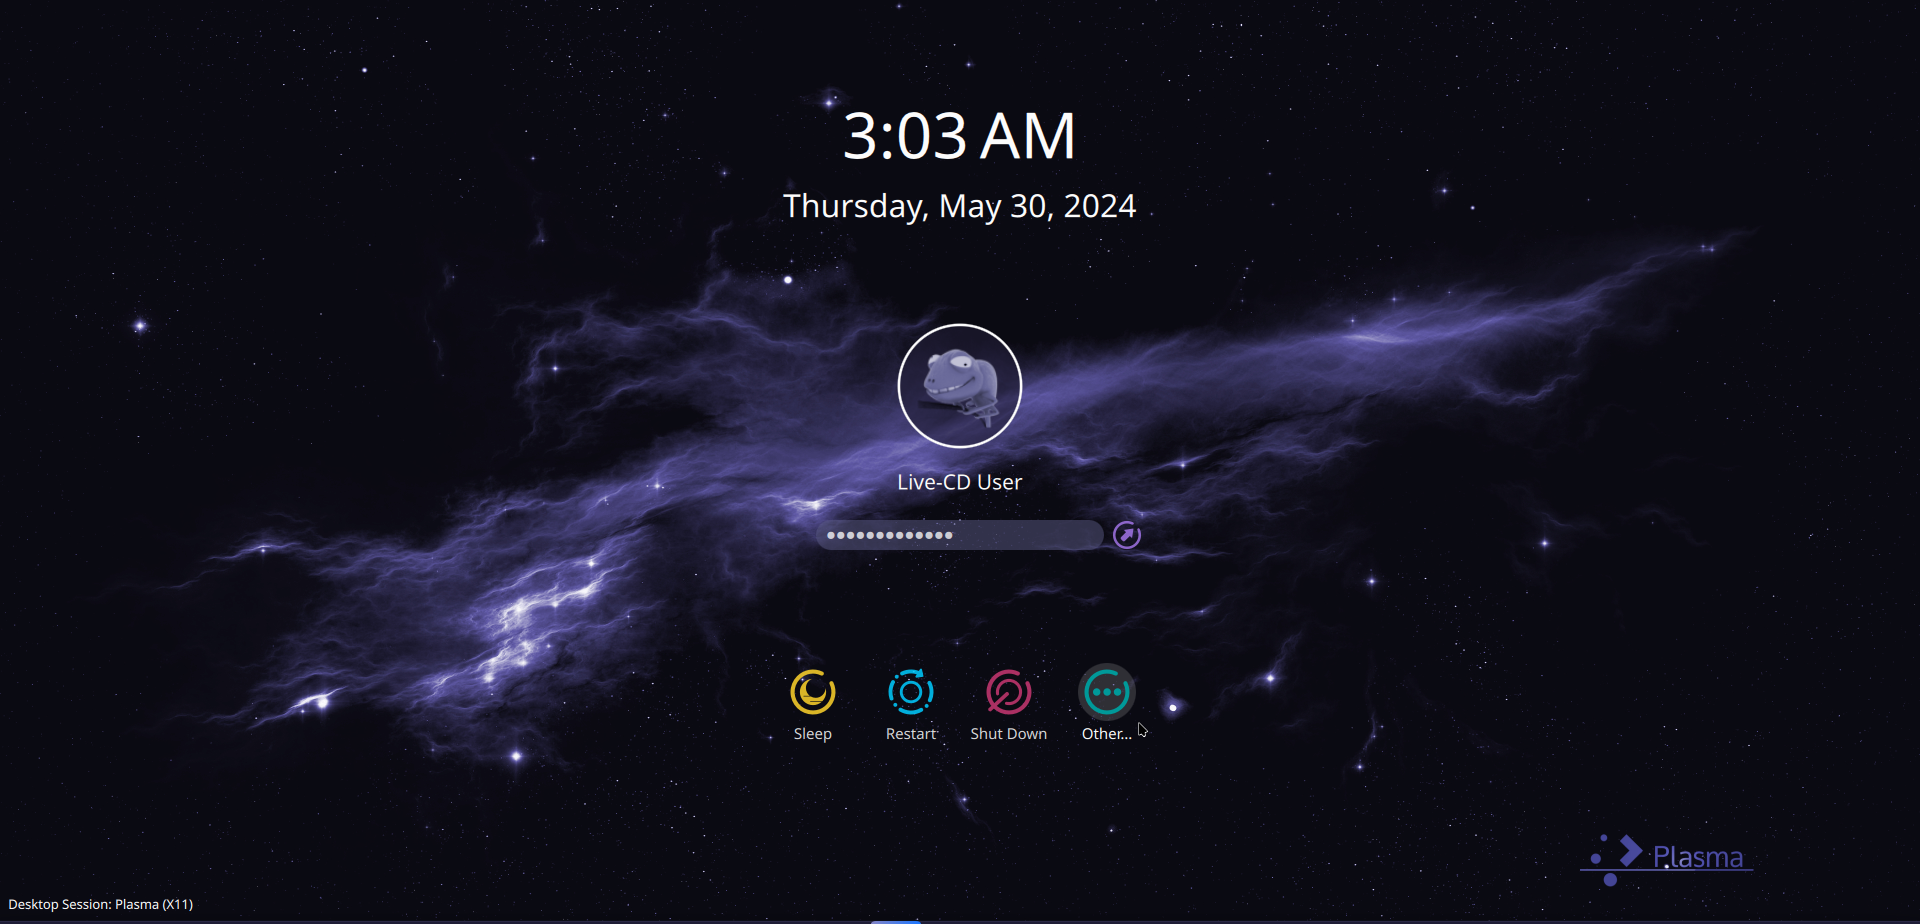 3:03 AM
Thursday, May 30, 2024
Live-CD User
•••••••••••••
Sleep
Restart
Shut Down
Other...
Plasma
Desktop Session: Plasma (X11)